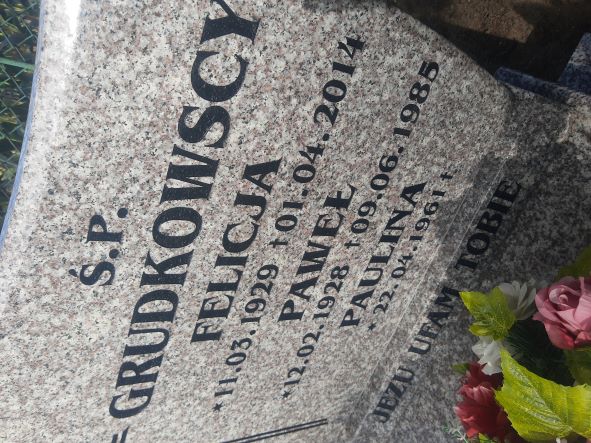 Ś.P.
GRUDKOWSCY
FELICJA
*11.03.1929 †01.04.2014
PAWEŁ
*12.02.1928 †09.06.1985
PAULINA
*22.04.1961 †
JEZU UFAM TOBIE